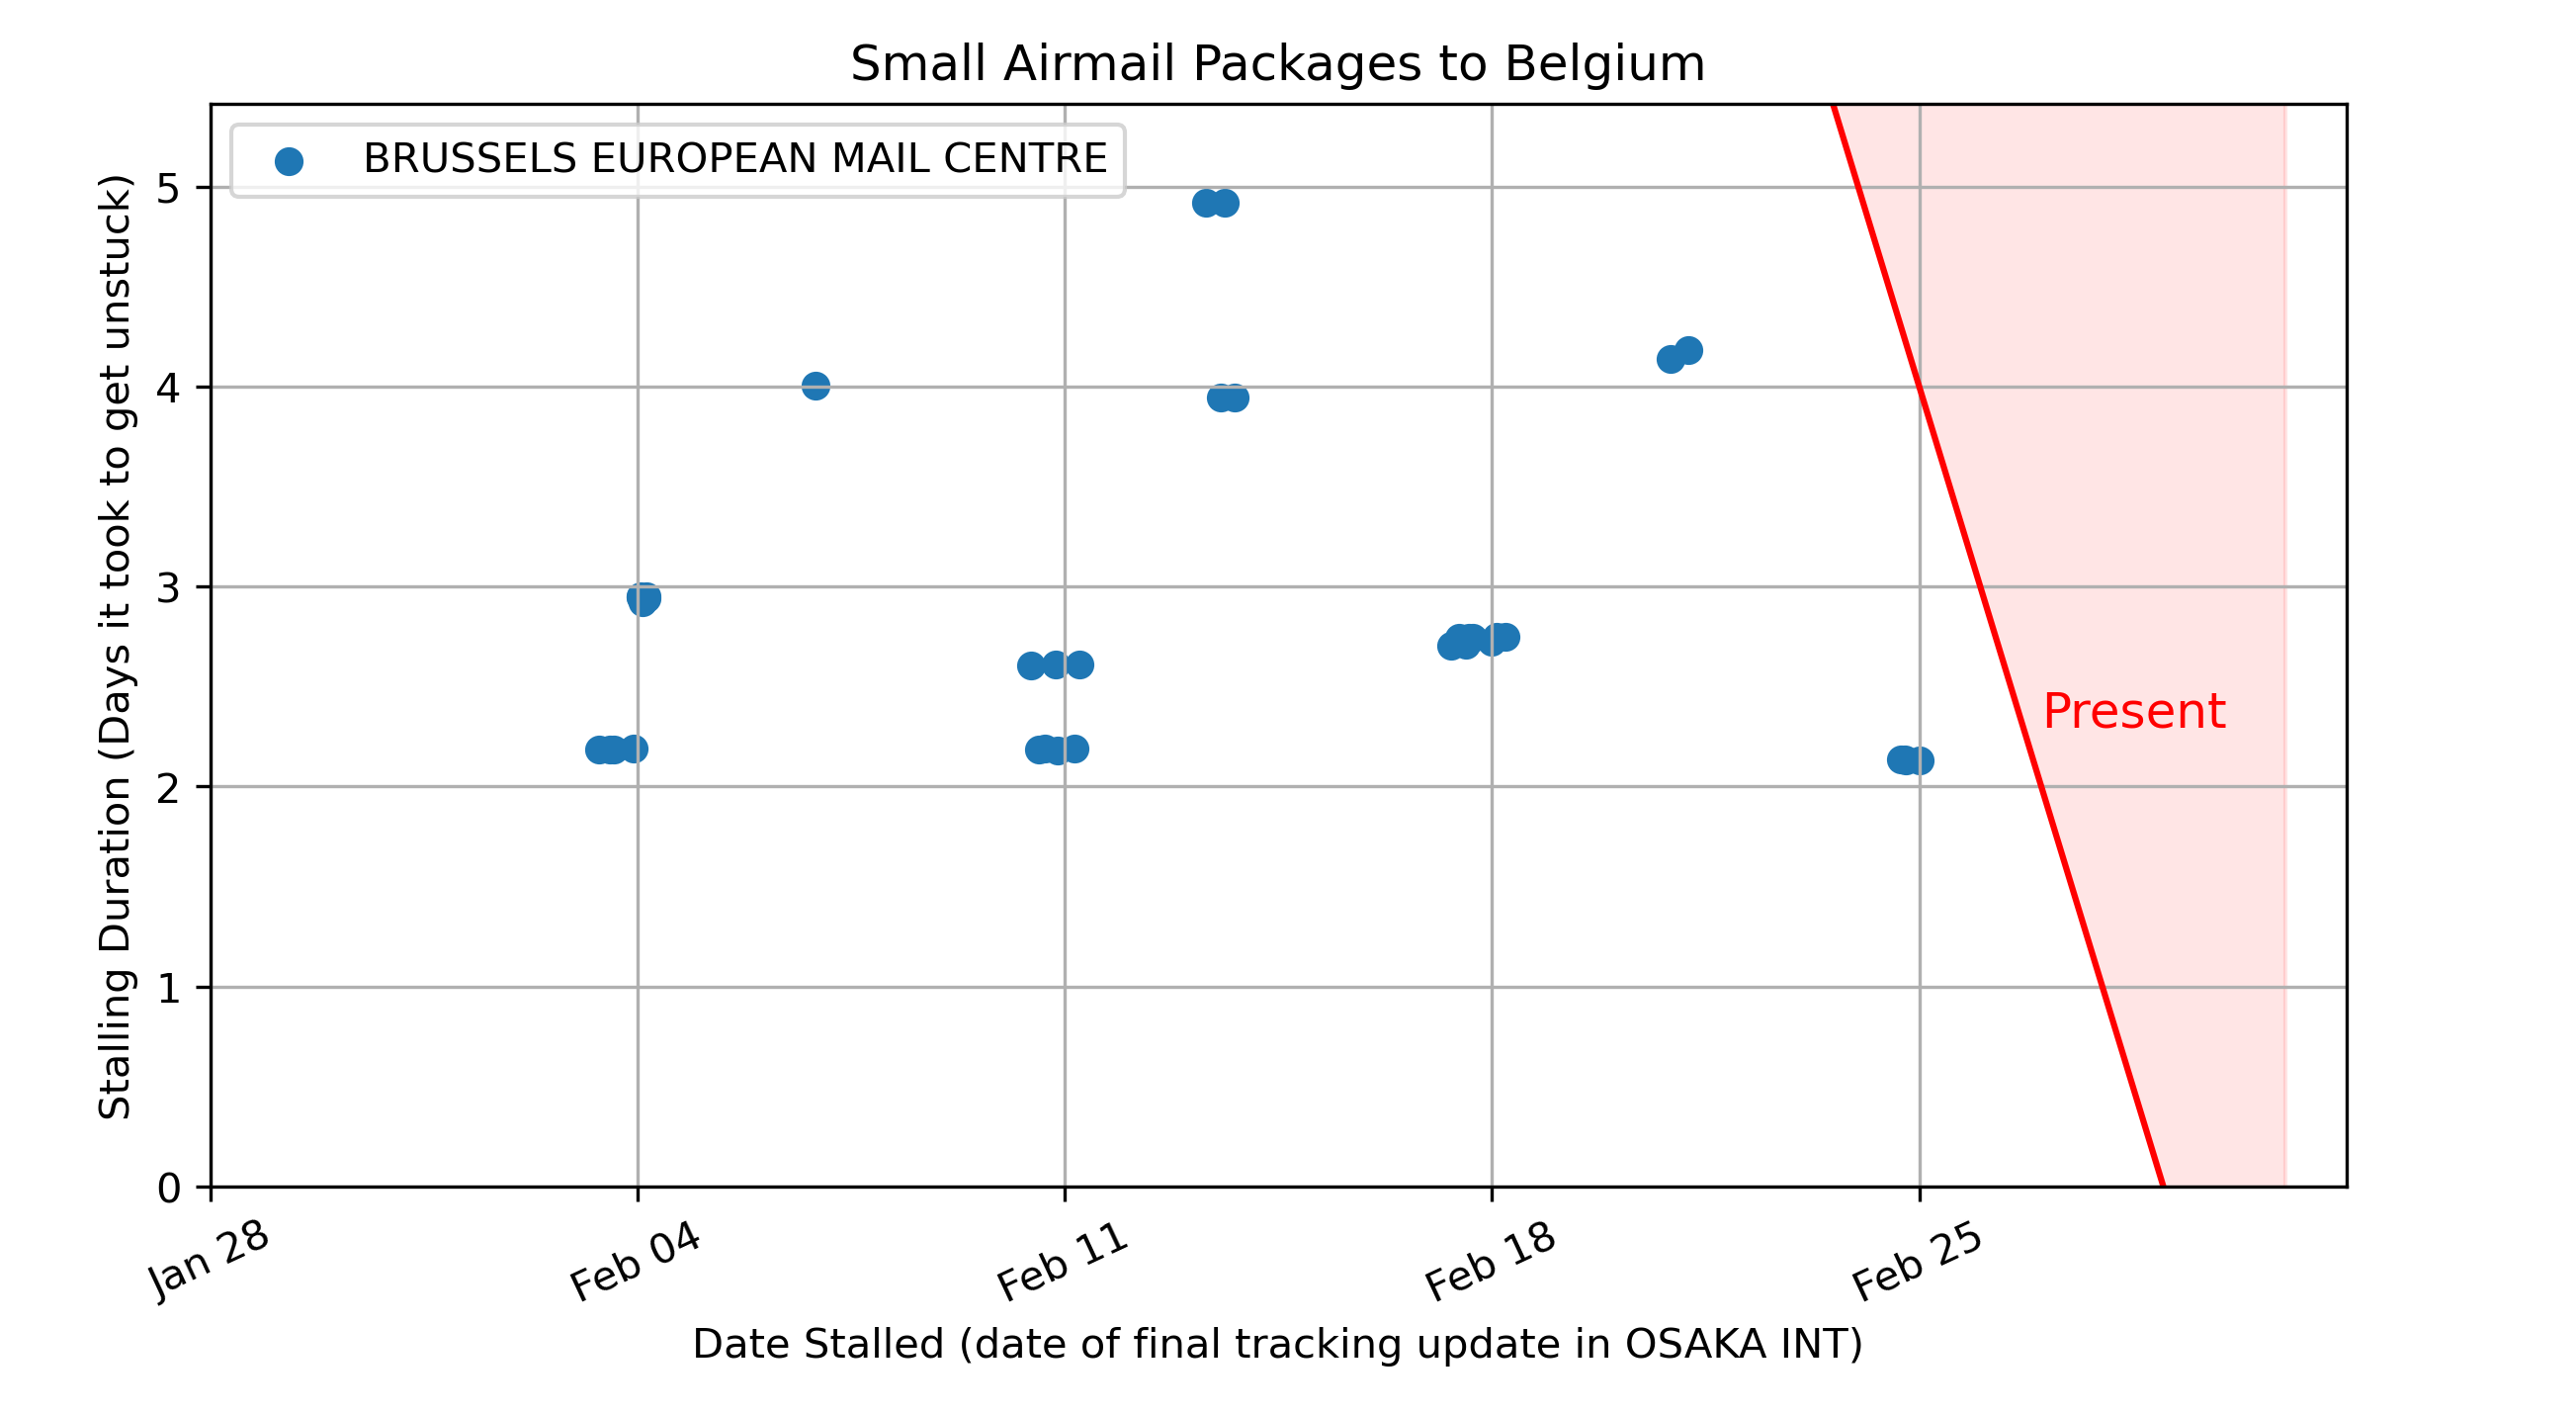 Small Airmail Packages to Belgium
BRUSSELS EUROPEAN MAIL CENTRE
Stalling Duration (Days it took to get unstuck)
5
4
3
2
1
0
Present
Jan 28
Feb 04
Feb 11
Feb 18
Feb 25
Date Stalled (date of final tracking update in OSAKA INT)